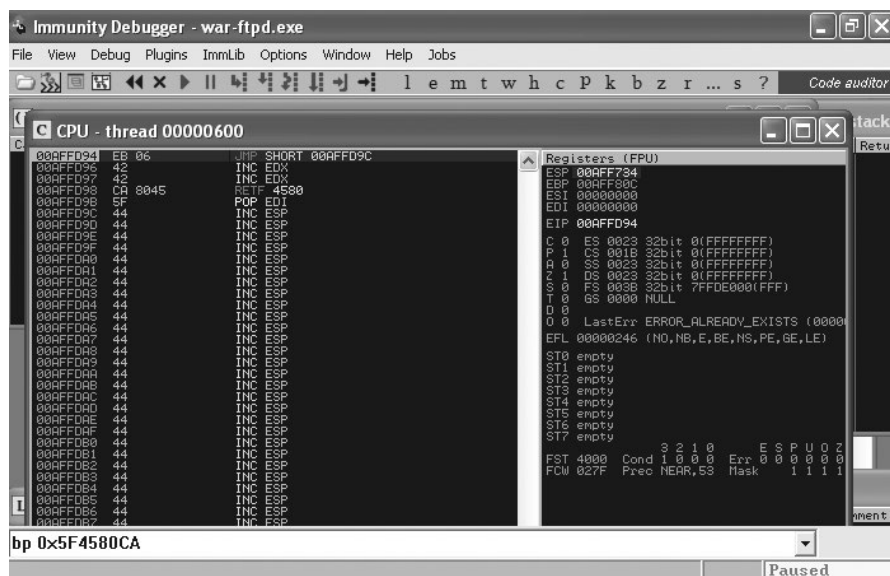 Immunity Debugger - war-ftpd.exe
File View Debug Plugins ImmLib Options Window Help Jobs
l e m t w h c P k b z r ... s ? Code auditor
C CPU - thread 00000600
stack
Retu
00AFFD94 EB 06 JMP SHORT 00AFFD9C
00AFFD96 42 INC EDX
00AFFD97 42 INC EDX
00AFFD98 CA 8045 RETF 4580
00AFFD9B 5F POP EDI
00AFFD9C 44 INC ESP
00AFFD9D 44 INC ESP
00AFFD9E 44 INC ESP
00AFFD9F 44 INC ESP
00AFFDA0 44 INC ESP
00AFFDA1 44 INC ESP
00AFFDA2 44 INC ESP
00AFFDA3 44 INC ESP
00AFFDA4 44 INC ESP
00AFFDA5 44 INC ESP
00AFFDA6 44 INC ESP
00AFFDA7 44 INC ESP
00AFFDA8 44 INC ESP
00AFFDA9 44 INC ESP
00AFFDAA 44 INC ESP
00AFFDAB 44 INC ESP
00AFFDAC 44 INC ESP
00AFFDAD 44 INC ESP
00AFFDAE 44 INC ESP
00AFFDAF 44 INC ESP
00AFFDB0 44 INC ESP
00AFFDB1 44 INC ESP
00AFFDB2 44 INC ESP
00AFFDB3 44 INC ESP
00AFFDB4 44 INC ESP
00AFFDB5 44 INC ESP
00AFFDB6 44 INC ESP
00AFFDB7 44 INC ESP
Registers (FPU)
ESP 00AFF734
EBP 00AFF80C
ESI 00000000
EDI 00000000
EIP 00AFFD94
C 0 ES 0023 32bit 0(FFFFFFFF)
P 1 CS 001B 32bit 0(FFFFFFFF)
A 0 SS 0023 32bit 0(FFFFFFFF)
Z 1 DS 0023 32bit 0(FFFFFFFF)
S 0 FS 003B 32bit 7FFDE000(FFF)
T 0 GS 0000 NULL
D 0
O 0 LastErr ERROR_ALREADY_EXISTS (0000
EFL 00000246 (NO,NB,E,BE,NS,PE,GE,LE)
ST0 empty
ST1 empty
ST2 empty
ST3 empty
ST4 empty
ST5 empty
ST6 empty
ST7 empty
3 2 1 0 E S P U O Z
FST 4000 Cond 1 0 0 0 Err 0 0 0 0 0 0
FCW 027F Prec NEAR,53 Mask 1 1 1 1
mment
bp 0x5F4580CA
Paused